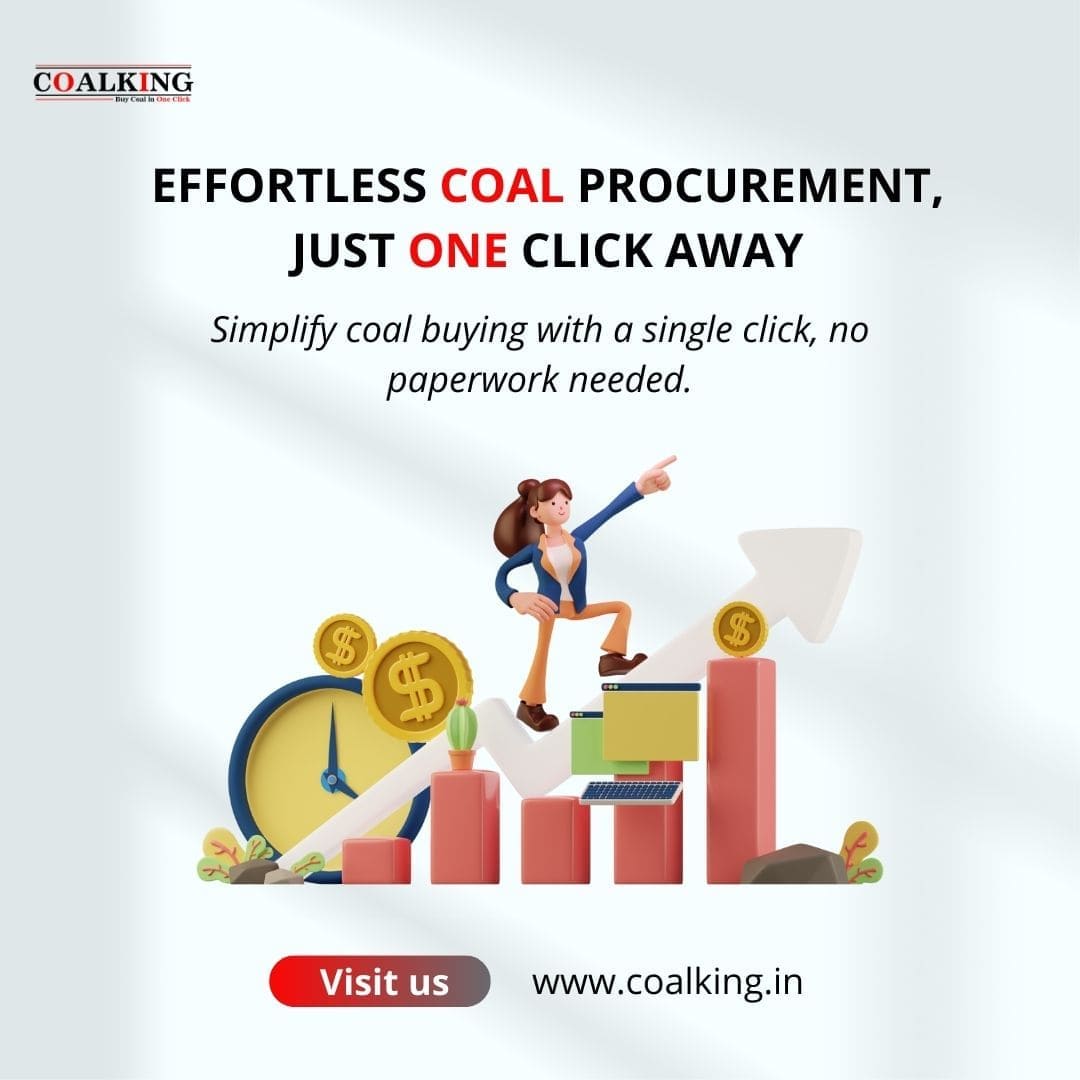 COALKING
Buy Coal in One Click
EFFORTLESS COAL PROCUREMENT,
JUST ONE CLICK AWAY
Simplify coal buying with a single click, no
paperwork needed.
$
$
$
Visit us www.coalking.in